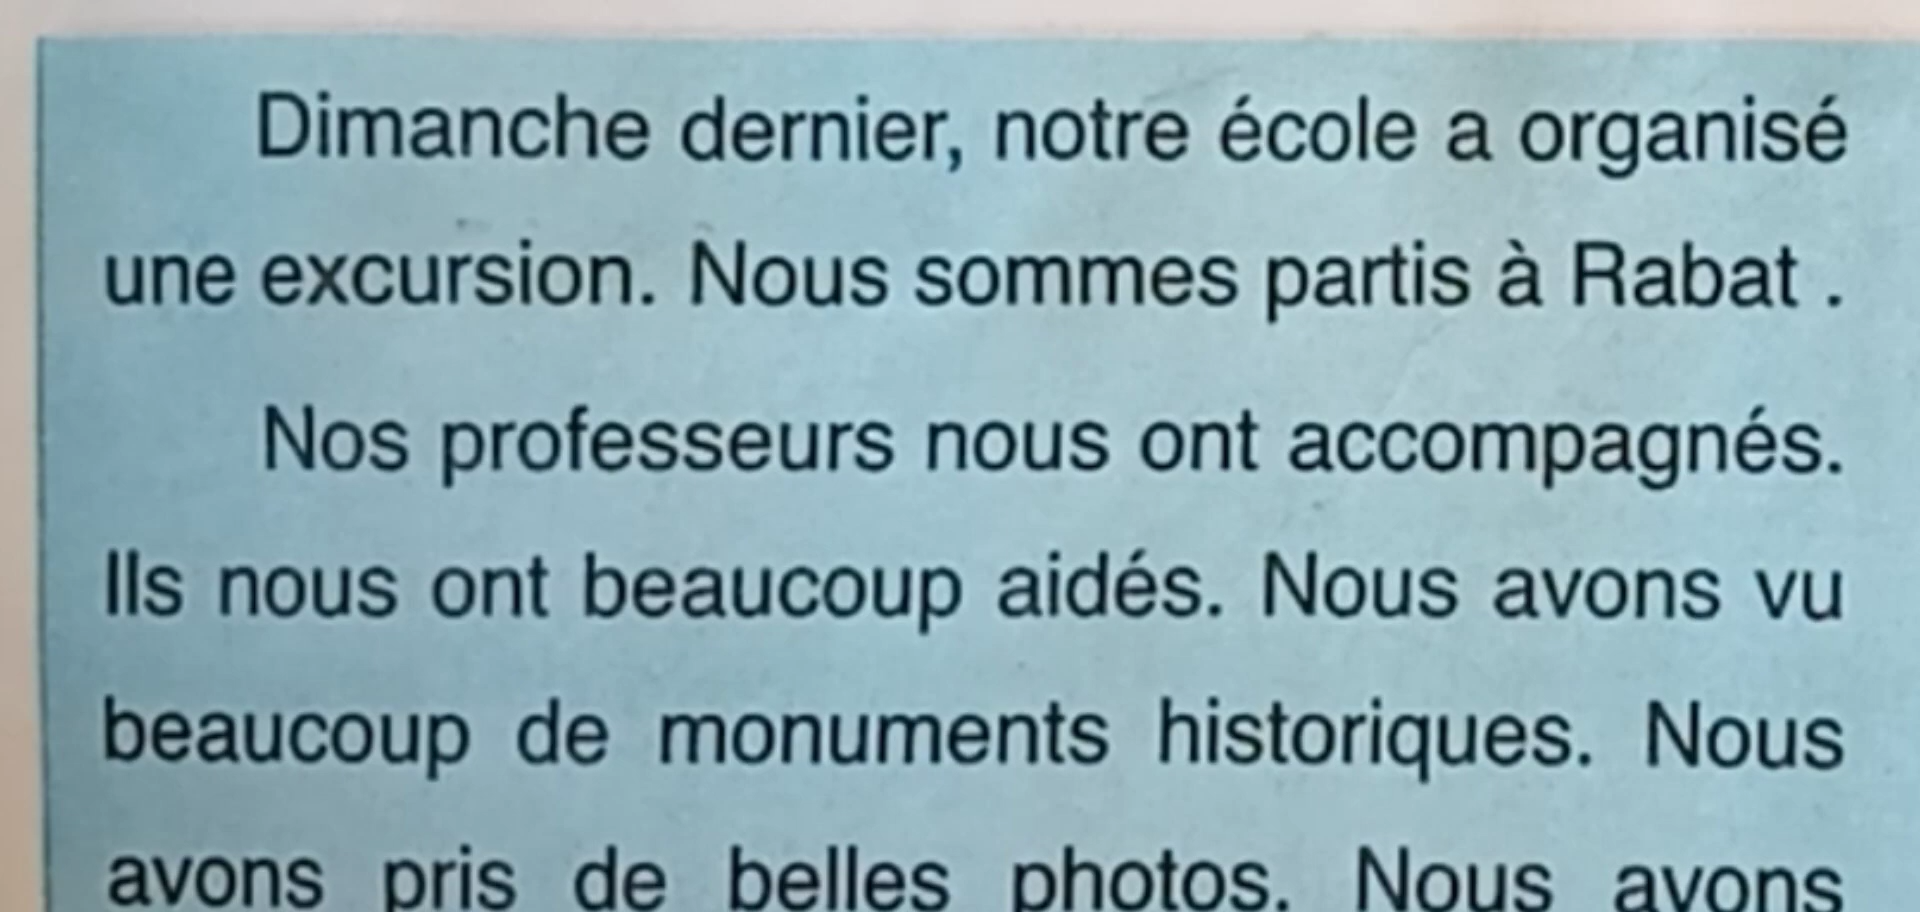 Dimanche dernier, notre école a organisé
une excursion. Nous sommes partis à Rabat .
Nos professeurs nous ont accompagnés.
Ils nous ont beaucoup aidés. Nous avons vu
beaucoup de monuments historiques. Nous
avons pris de belles photos. Nous avons